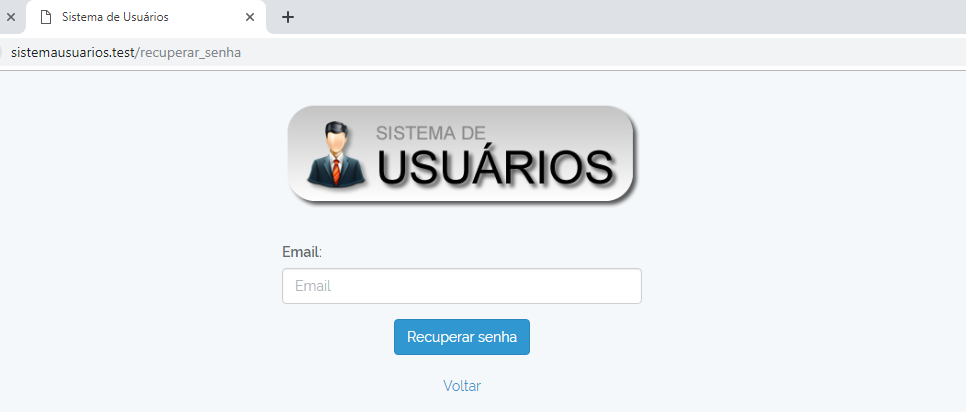 Sistema de Usuários
sistemausuarios.test/recuperar_senha
SISTEMA DE
USUÁRIOS
Email:
Email
Recuperar senha
Voltar